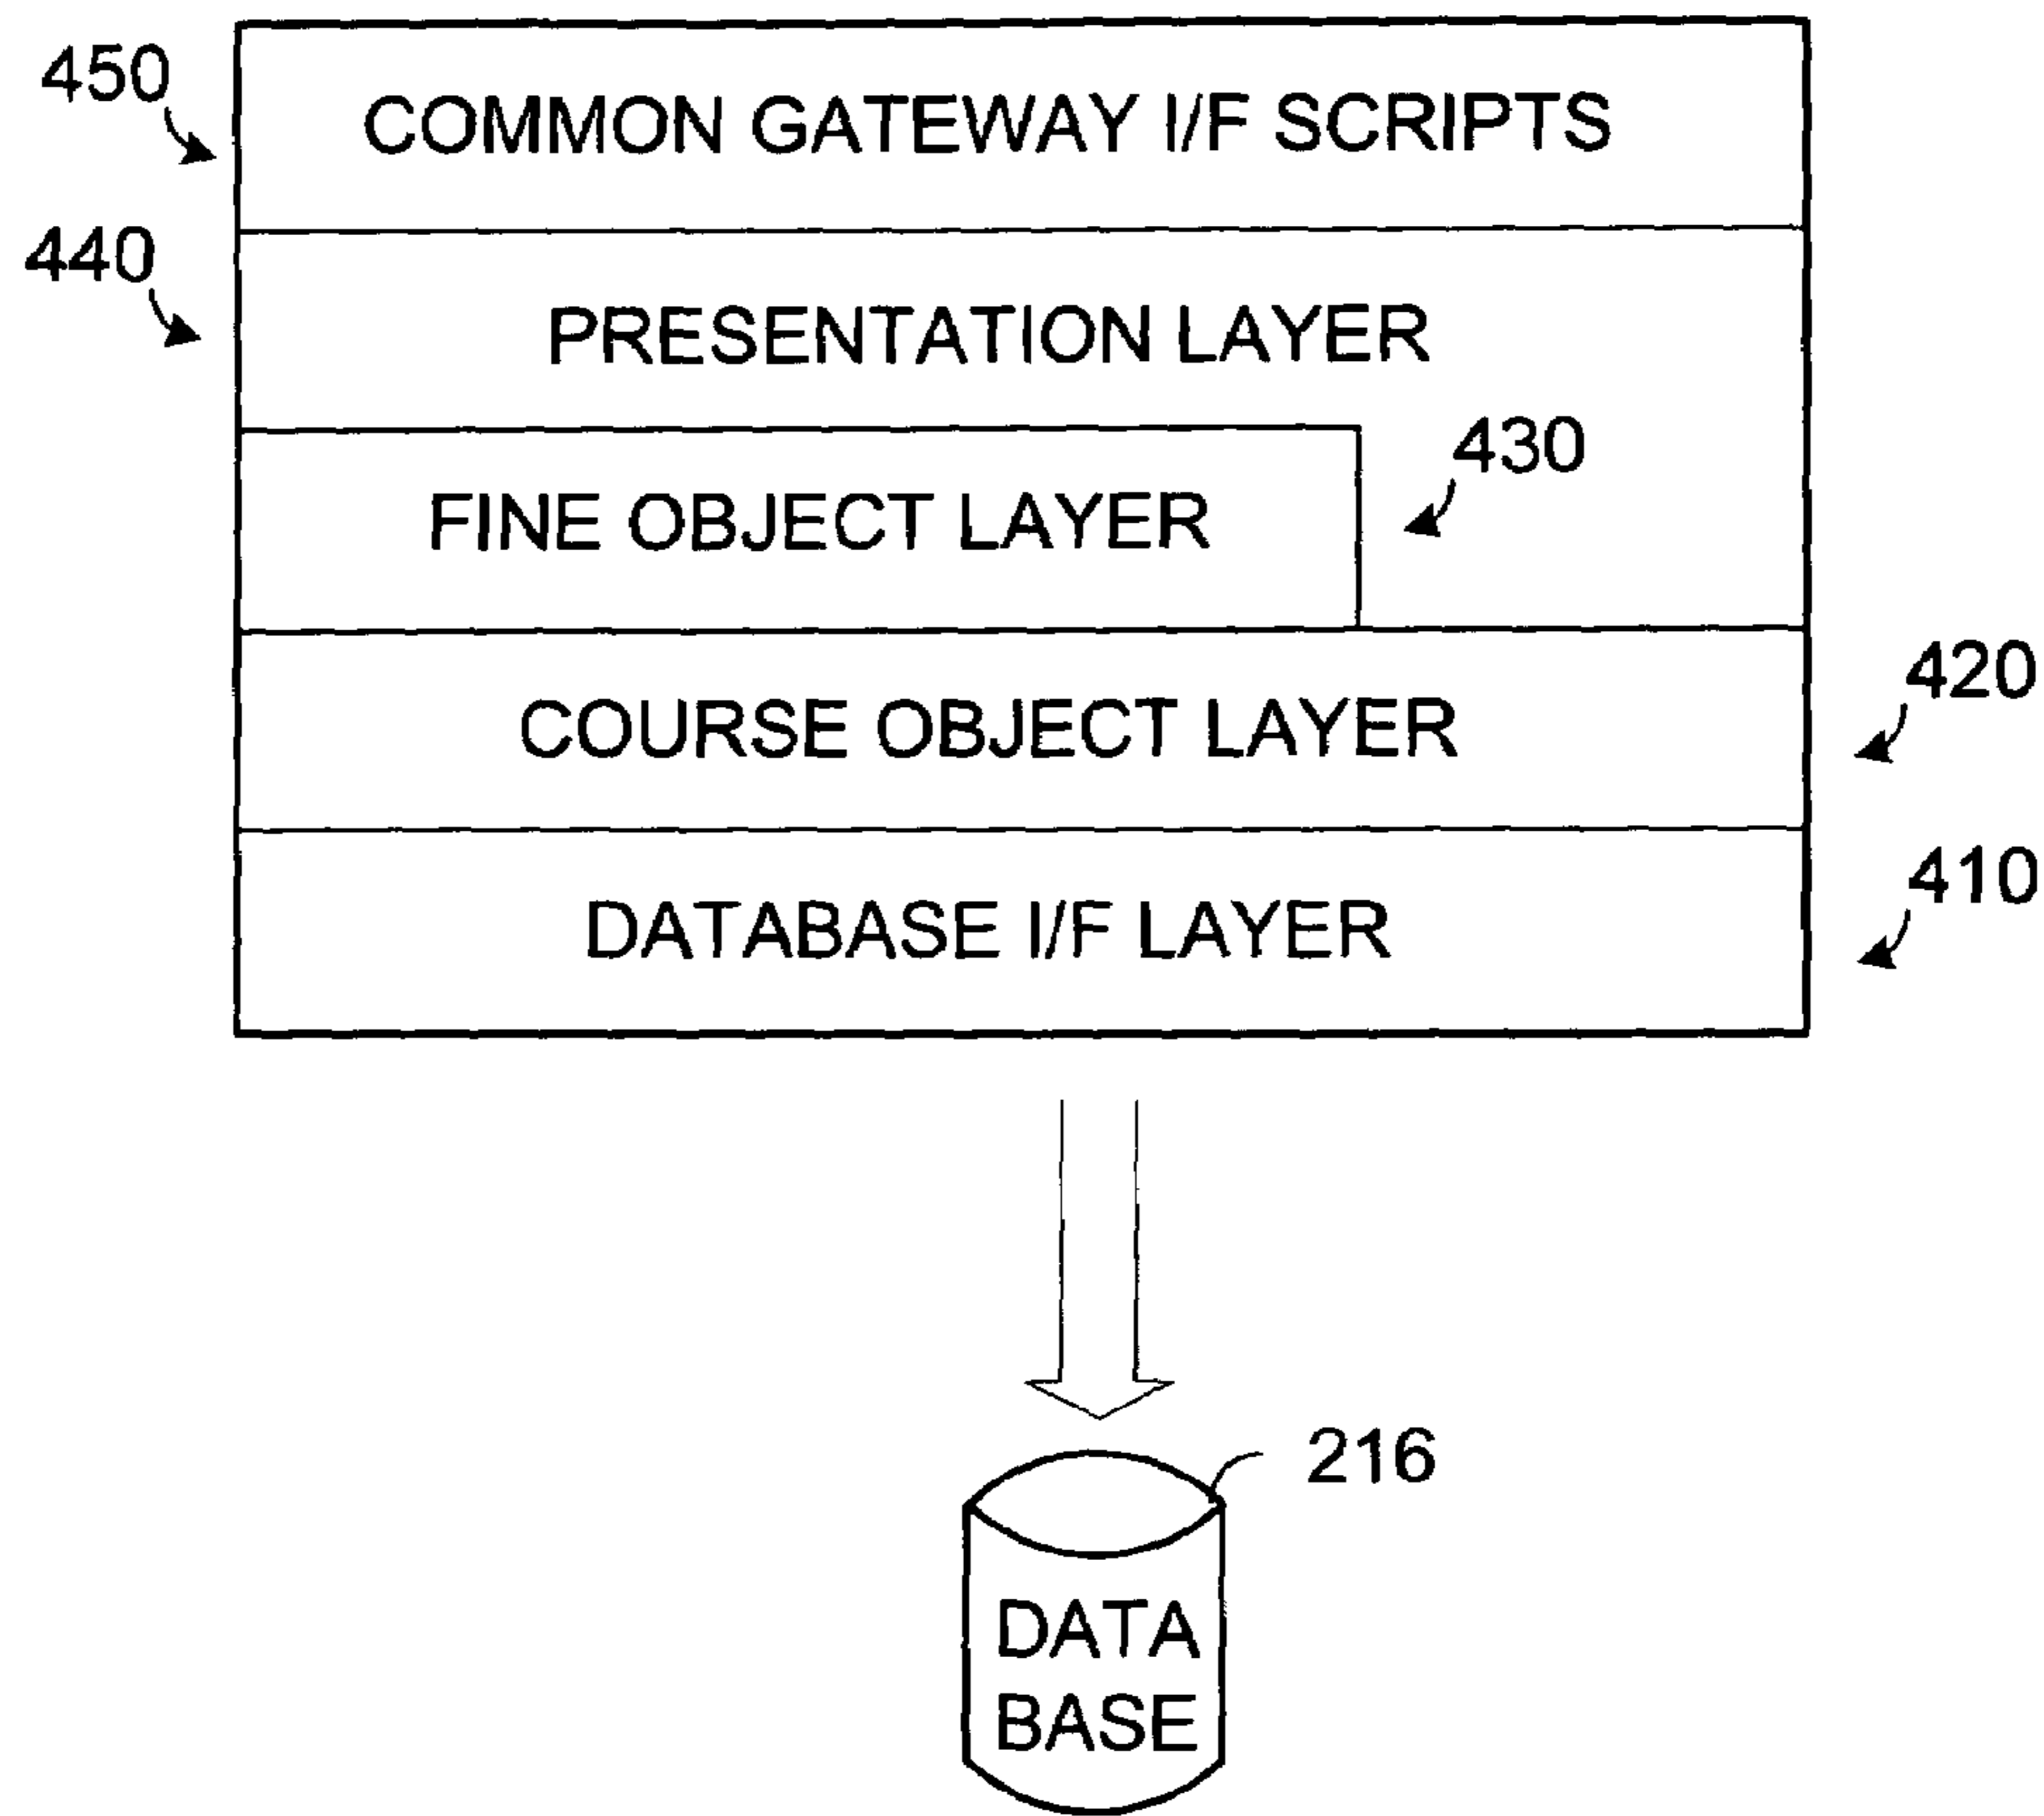 450
COMMON GATEWAY I/F SCRIPTS
440
PRESENTATION LAYER
430
FINE OBJECT LAYER
420
COURSE OBJECT LAYER
410
DATABASE I/F LAYER
216
DATA
BASE